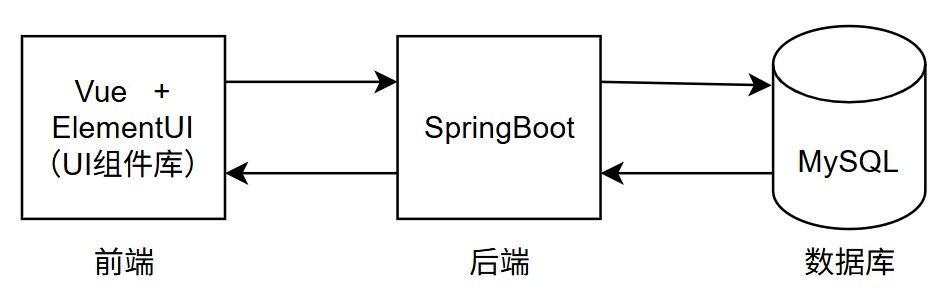 Vue +
ElementUI
（UI组件库）
SpringBoot
MySQL
前端
后端
数据库